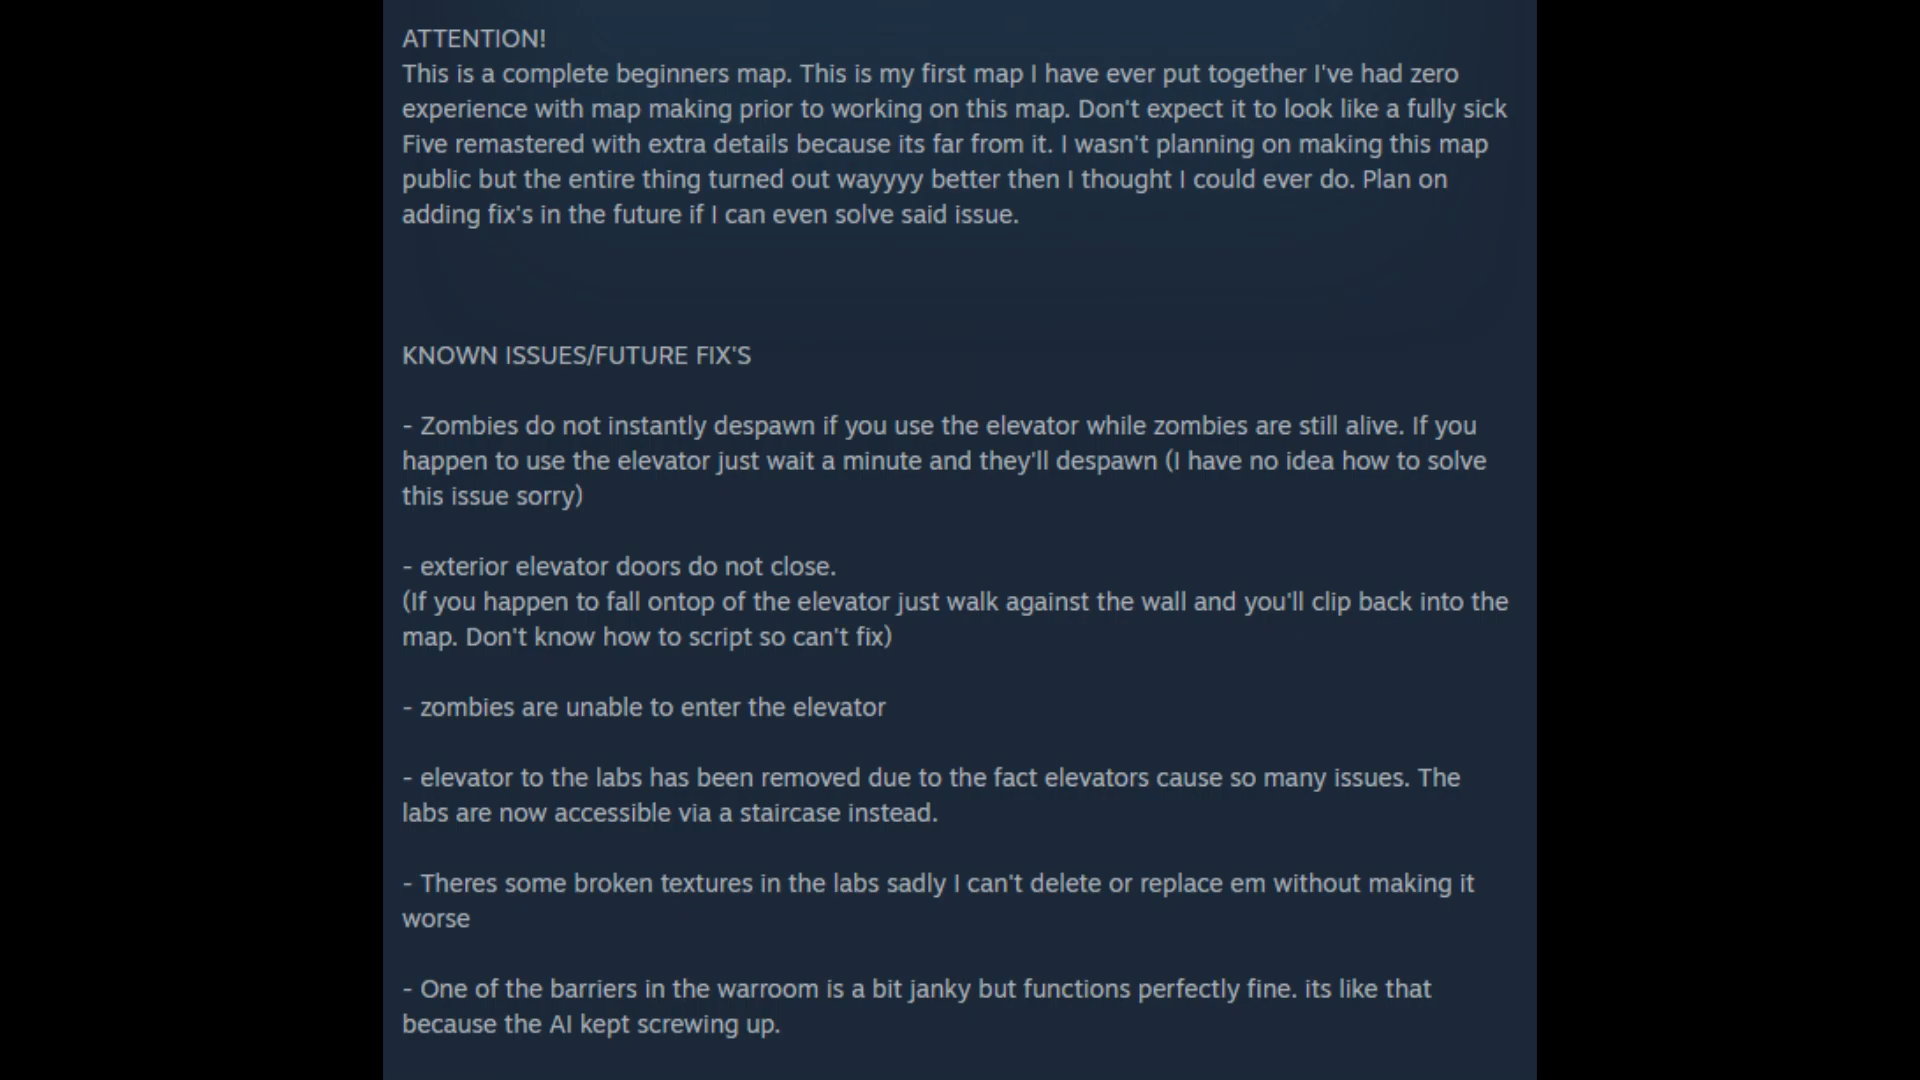 ATTENTION!
This is a complete beginners map. This is my first map I have ever put together I've had zero
experience with map making prior to working on this map. Don't expect it to look like a fully sick
Five remastered with extra details because its far from it. I wasn't planning on making this map
public but the entire thing turned out wayyyy better then I thought I could ever do. Plan on
adding fix's in the future if I can even solve said issue.
KNOWN ISSUES/FUTURE FIX'S
- Zombies do not instantly despawn if you use the elevator while zombies are still alive. If you
happen to use the elevator just wait a minute and they'll despawn (I have no idea how to solve
this issue sorry)
- exterior elevator doors do not close.
(If you happen to fall ontop of the elevator just walk against the wall and you'll clip back into the
map. Don't know how to script so can't fix)
- zombies are unable to enter the elevator
- elevator to the labs has been removed due to the fact elevators cause so many issues. The
labs are now accessible via a staircase instead.
- Theres some broken textures in the labs sadly I can't delete or replace em without making it
worse
- One of the barriers in the warroom is a bit janky but functions perfectly fine. its like that
because the AI kept screwing up.